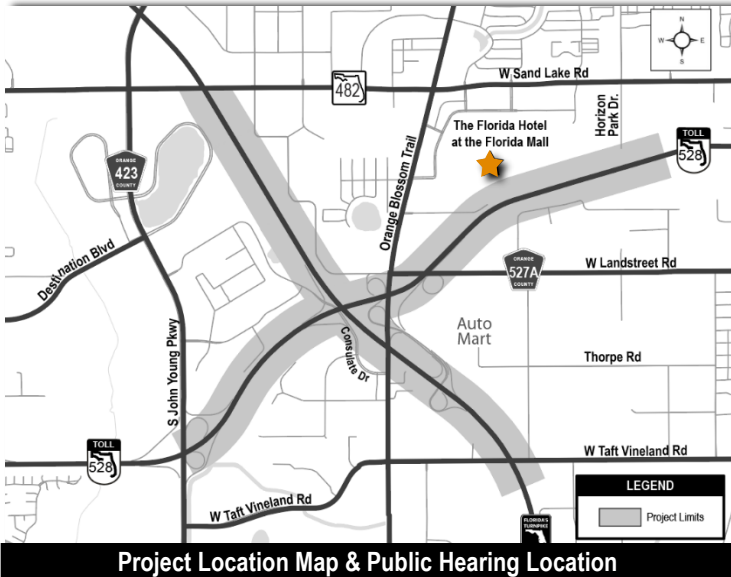 N
W E
S
W Sand Lake Rd
482
Horizon
Park Dr.
The Florida Hotel
at the Florida Mall
TOLL
528
ORANGE
423
COUNTY
Orange Blossom Trail
Destination Blvd
W Landstreet Rd
ORANGE
527A
COUNTY
S John Young Pkwy
Consulate Dr
Auto
Mart
Thorpe Rd
TOLL
528
W Taft Vineland Rd
W Taft Vineland Rd
LEGEND
Project Limits
FLORIDA'S
TURNPIKE
Project Location Map & Public Hearing Location